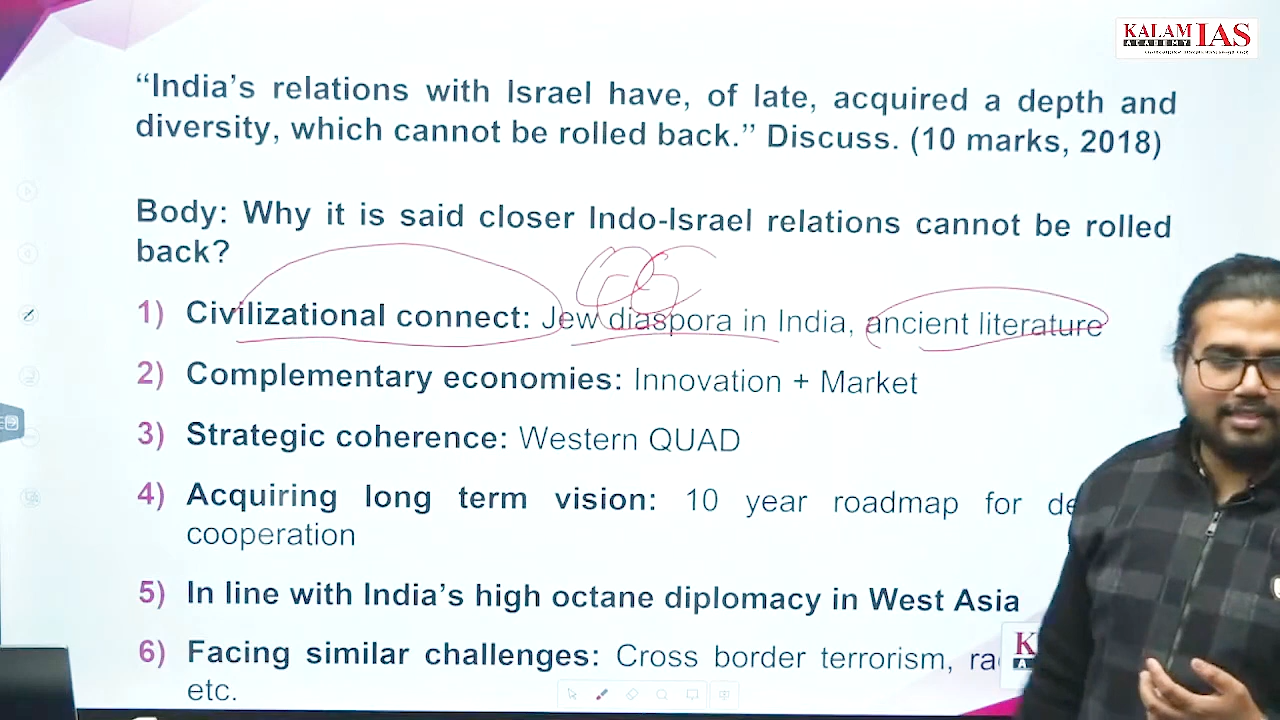 KALAM IAS
ACADEMY
“India’s relations with Israel have, of late, acquired a depth and
diversity, which cannot be rolled back.” Discuss. (10 marks, 2018)
Body: Why it is said closer Indo-Israel relations cannot be rolled
back?
1) Civilizational connect: Jew diaspora in India, ancient literature
2) Complementary economies: Innovation + Market
3) Strategic coherence: Western QUAD
4) Acquiring long term vision: 10 year roadmap for
cooperation
5) In line with India’s high octane diplomacy in West Asia
6) Facing similar challenges: Cross border terrorism,
etc.